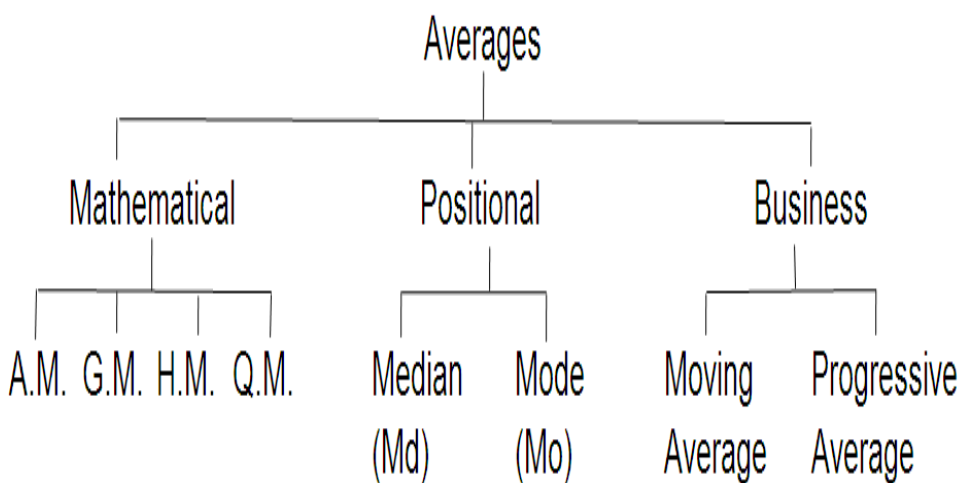 Averages
Mathematical Positional Business
A.M. G.M. H.M. Q.M. Median Mode Moving Progressive
(Md) (Mo) Average Average